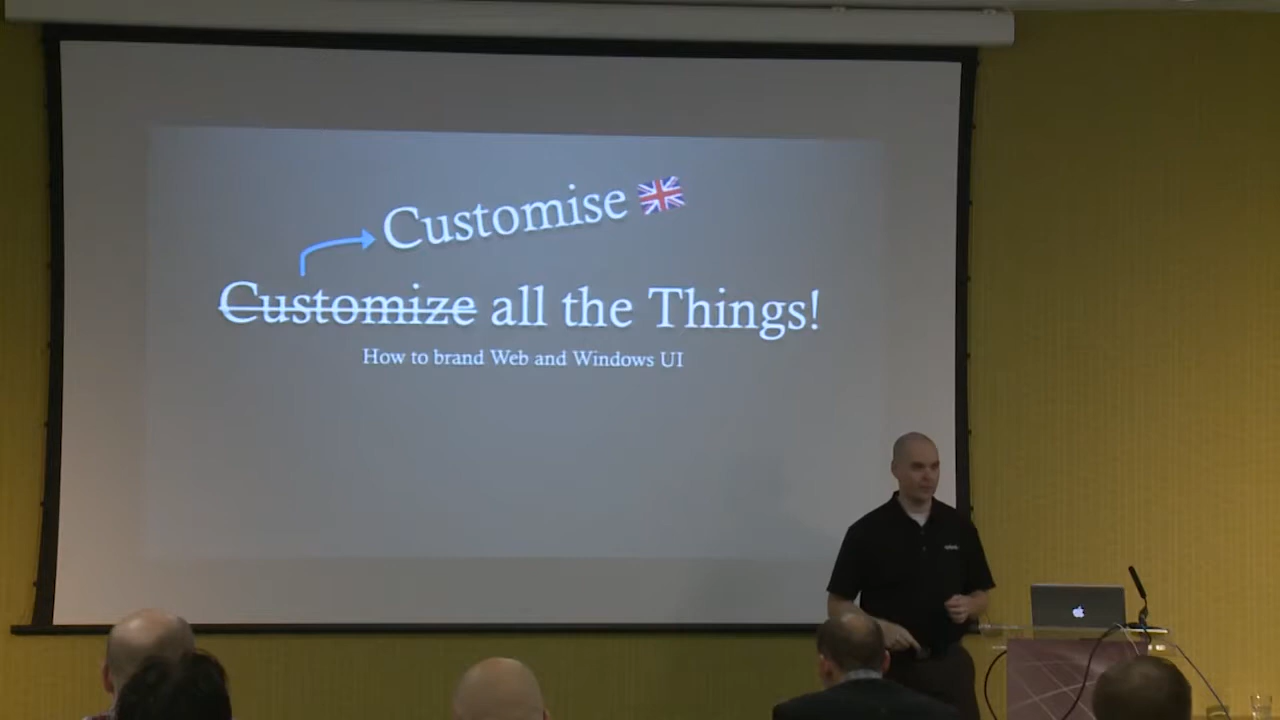 Customise
Customize all the Things!
How to brand Web and Windows UI